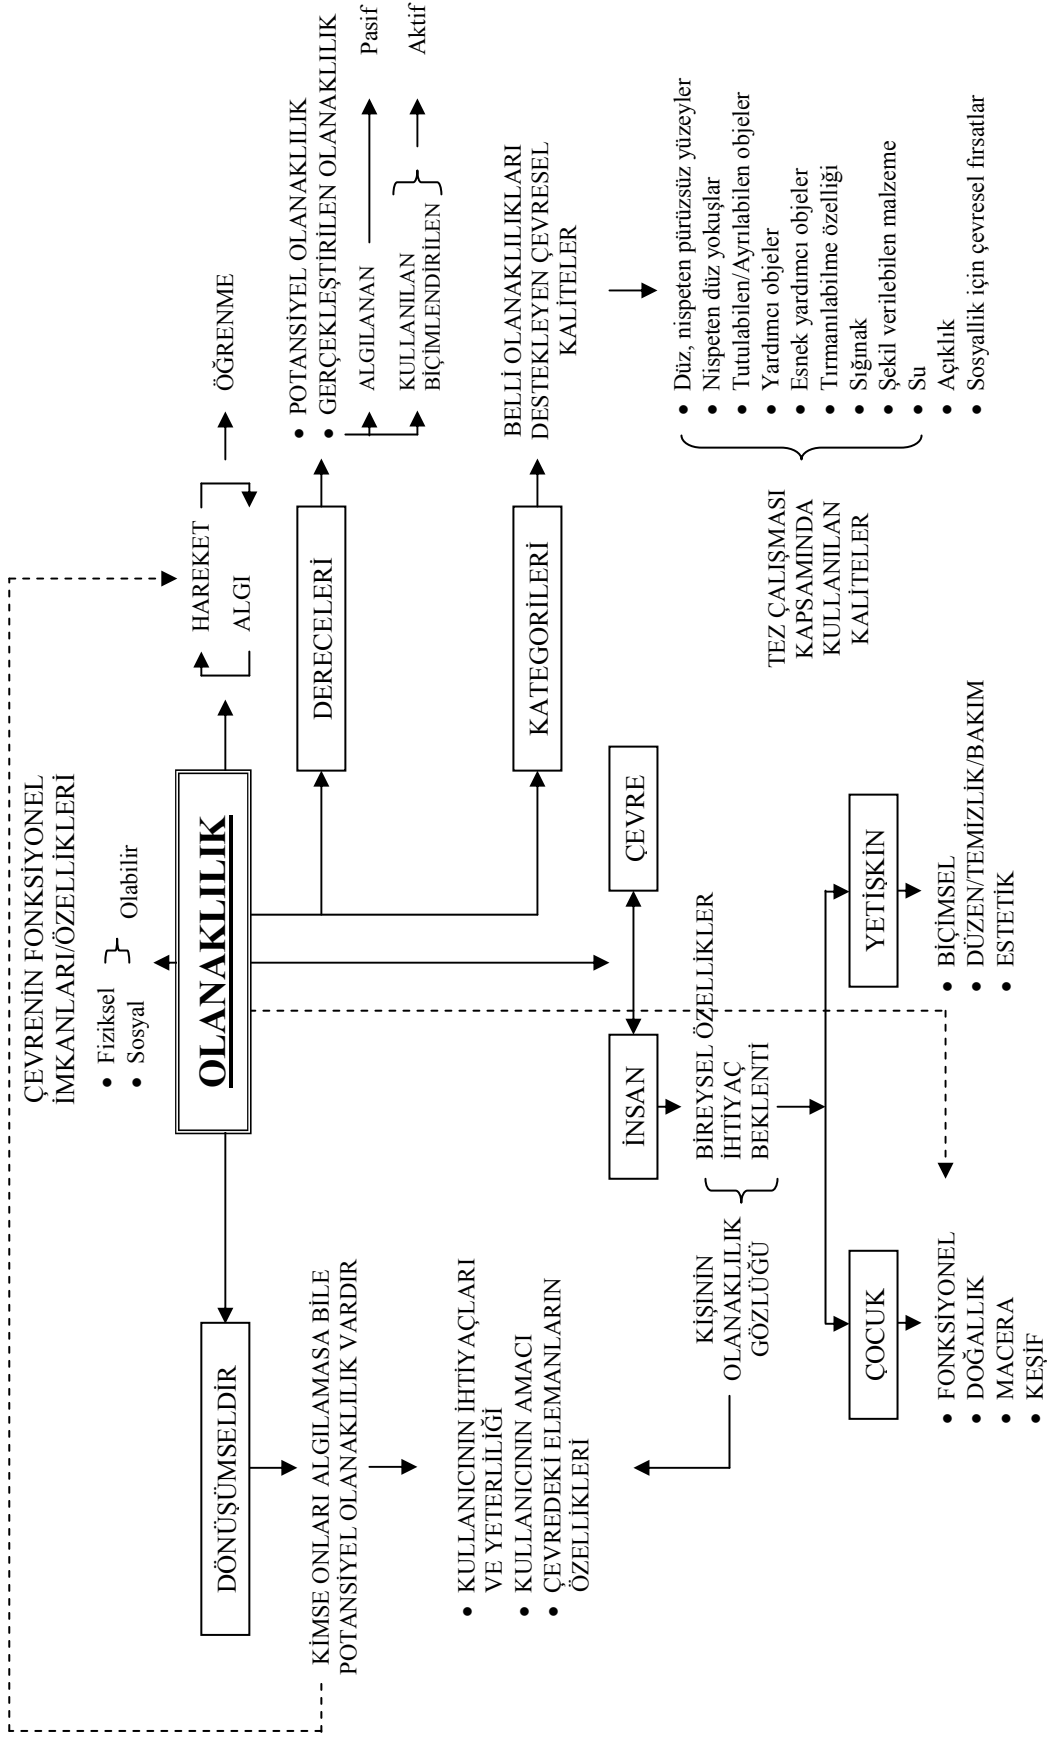 ÇEVRENİN FONKSİYONEL
İMKANLARI/ÖZELLİKLERİ
• Fiziksel
• Sosyal
Olabilir
OLANAKLILIK
HAREKET
ALGI
ÖĞRENME
DÖNÜŞÜMSELDİR
KİMSE ONLARI ALGILAMASA BİLE
POTANSİYEL OLANAKLILIK VARDIR
• KULLANICININ İHTİYAÇLARI
VE YETERLİLİĞİ
• KULLANICININ AMACI
• ÇEVREDEKİ ELEMANLARIN
ÖZELLİKLERİ
DERECELERİ
• POTANSİYEL OLANAKLILIK
• GERÇEKLEŞTİRİLEN OLANAKLILIK
ALGILANAN
Pasif
KULLANILAN
BİÇİMLENDİRİLEN
Aktif
KATEGORİLERİ
BELLİ OLANAKLILIKLARI
DESTEKLEYEN ÇEVRESEL
KALİTELER
İNSAN
ÇEVRE
BİREYSEL ÖZELLİKLER
İHTİYAÇ
BEKLENTİ
KİŞİNİN
OLANAKLILIK
GÖZLÜĞÜ
TEZ ÇALIŞMASI
KAPSAMINDA
KULLANILAN
KALİTELER
• Düz, nispeten pürüzsüz yüzeyler
• Nispeten düz yokuşlar
• Tutulabilen/Ayrılabilen objeler
• Yardımcı objeler
• Esnek yardımcı objeler
• Tırmanılabilme özelliği
• Sığınak
• Şekil verilebilen malzeme
• Su
• Açıklık
• Sosyallik için çevresel fırsatlar
ÇOCUK
• FONKSİYONEL
• DOĞALLIK
• MACERA
• KEŞİF
YETİŞKİN
• BİÇİMSEL
• DÜZEN/TEMİZLİK/BAKIM
• ESTETİK